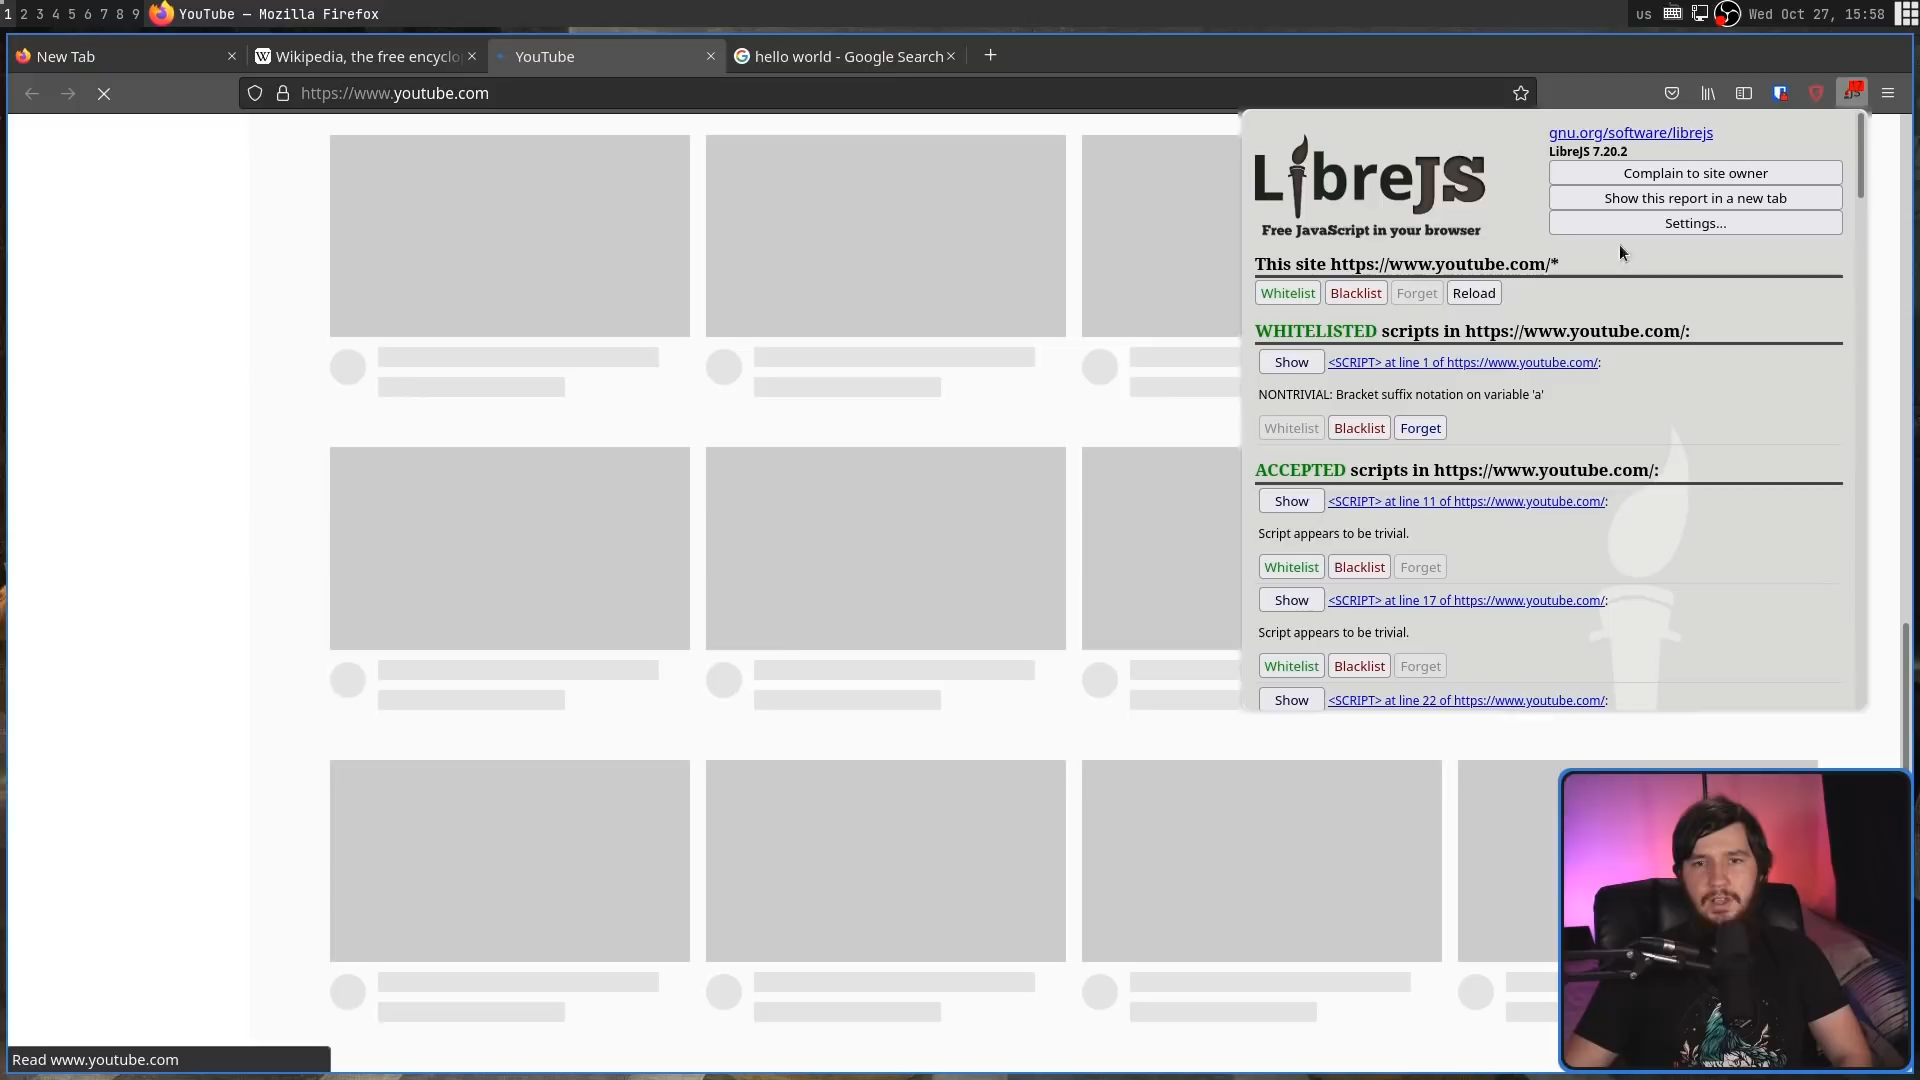 1 2 3 4 5 6 7 8 9 YouTube — Mozilla Firefox
us Wed Oct 27, 15:58
New Tab
Wikipedia, the free encyclo
YouTube
hello world - Google Search
https://www.youtube.com
17
LibreJS
Free JavaScript in your browser
gnu.org/software/librejs
LibreJS 7.20.2
Complain to site owner
Show this report in a new tab
Settings...
This site https://www.youtube.com/*
Whitelist Blacklist Forget Reload
WHITELISTED scripts in https://www.youtube.com/:
Show <SCRIPT> at line 1 of https://www.youtube.com/:
NONTRIVIAL: Bracket suffix notation on variable 'a'
Whitelist Blacklist Forget
ACCEPTED scripts in https://www.youtube.com/:
Show <SCRIPT> at line 11 of https://www.youtube.com/:
Script appears to be trivial.
Whitelist Blacklist Forget
Show <SCRIPT> at line 17 of https://www.youtube.com/:
Script appears to be trivial.
Whitelist Blacklist Forget
Show <SCRIPT> at line 22 of https://www.youtube.com/:
Read www.youtube.com